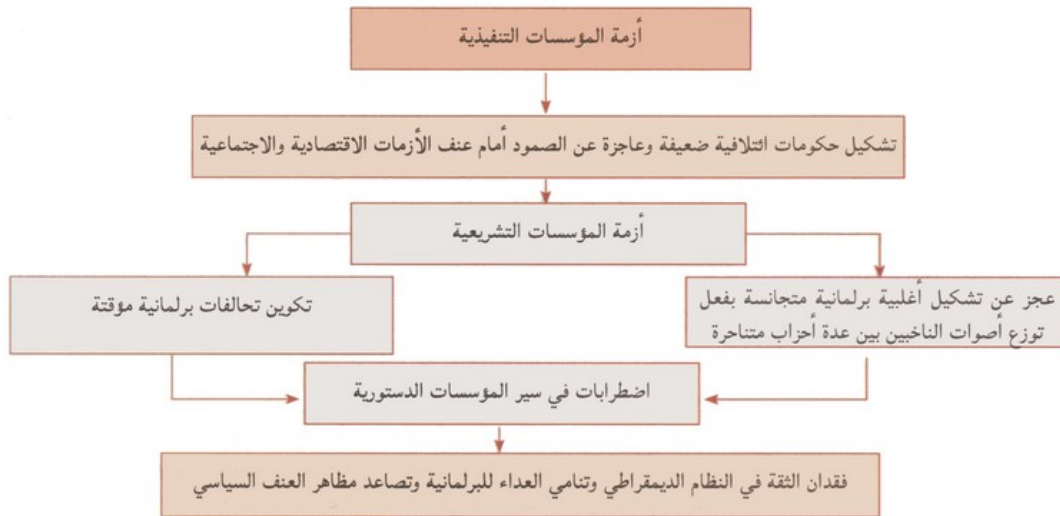 أزمة المؤسسات التنفيذية
تشكيل حكومات ائتلافية ضعيفة وعاجزة عن الصمود أمام عنف الأزمات الاقتصادية والاجتماعية
أزمة المؤسسات التشريعية
عجز عن تشكيل أغلبية برلمانية متجانسة بفعل
توزع أصوات الناخبين بين عدة أحزاب متناحرة
تكوين تحالفات برلمانية مؤقتة
اضطرابات في سير المؤسسات الدستورية
فقدان الثقة في النظام الديمقراطي وتنامي العداء للبرلمانية وتصاعد مظاهر العنف السياسي